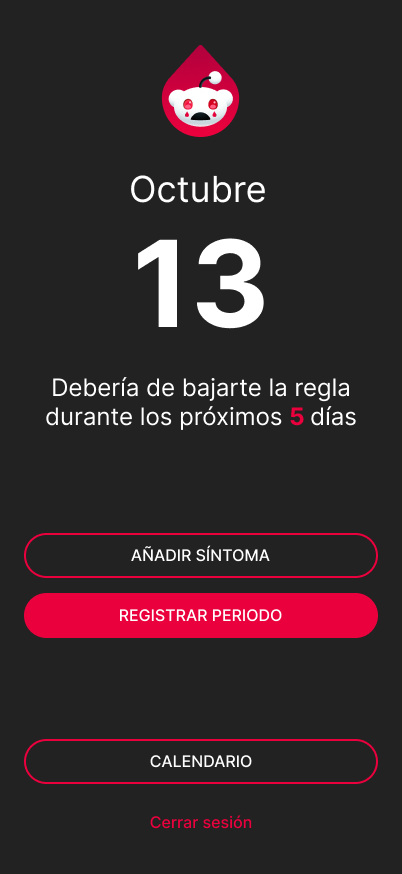 Octubre
13
Debería de bajarte la regla
durante los próximos 5 días
AÑADIR SÍNTOMA
REGISTRAR PERIODO
CALENDARIO
Cerrar sesión